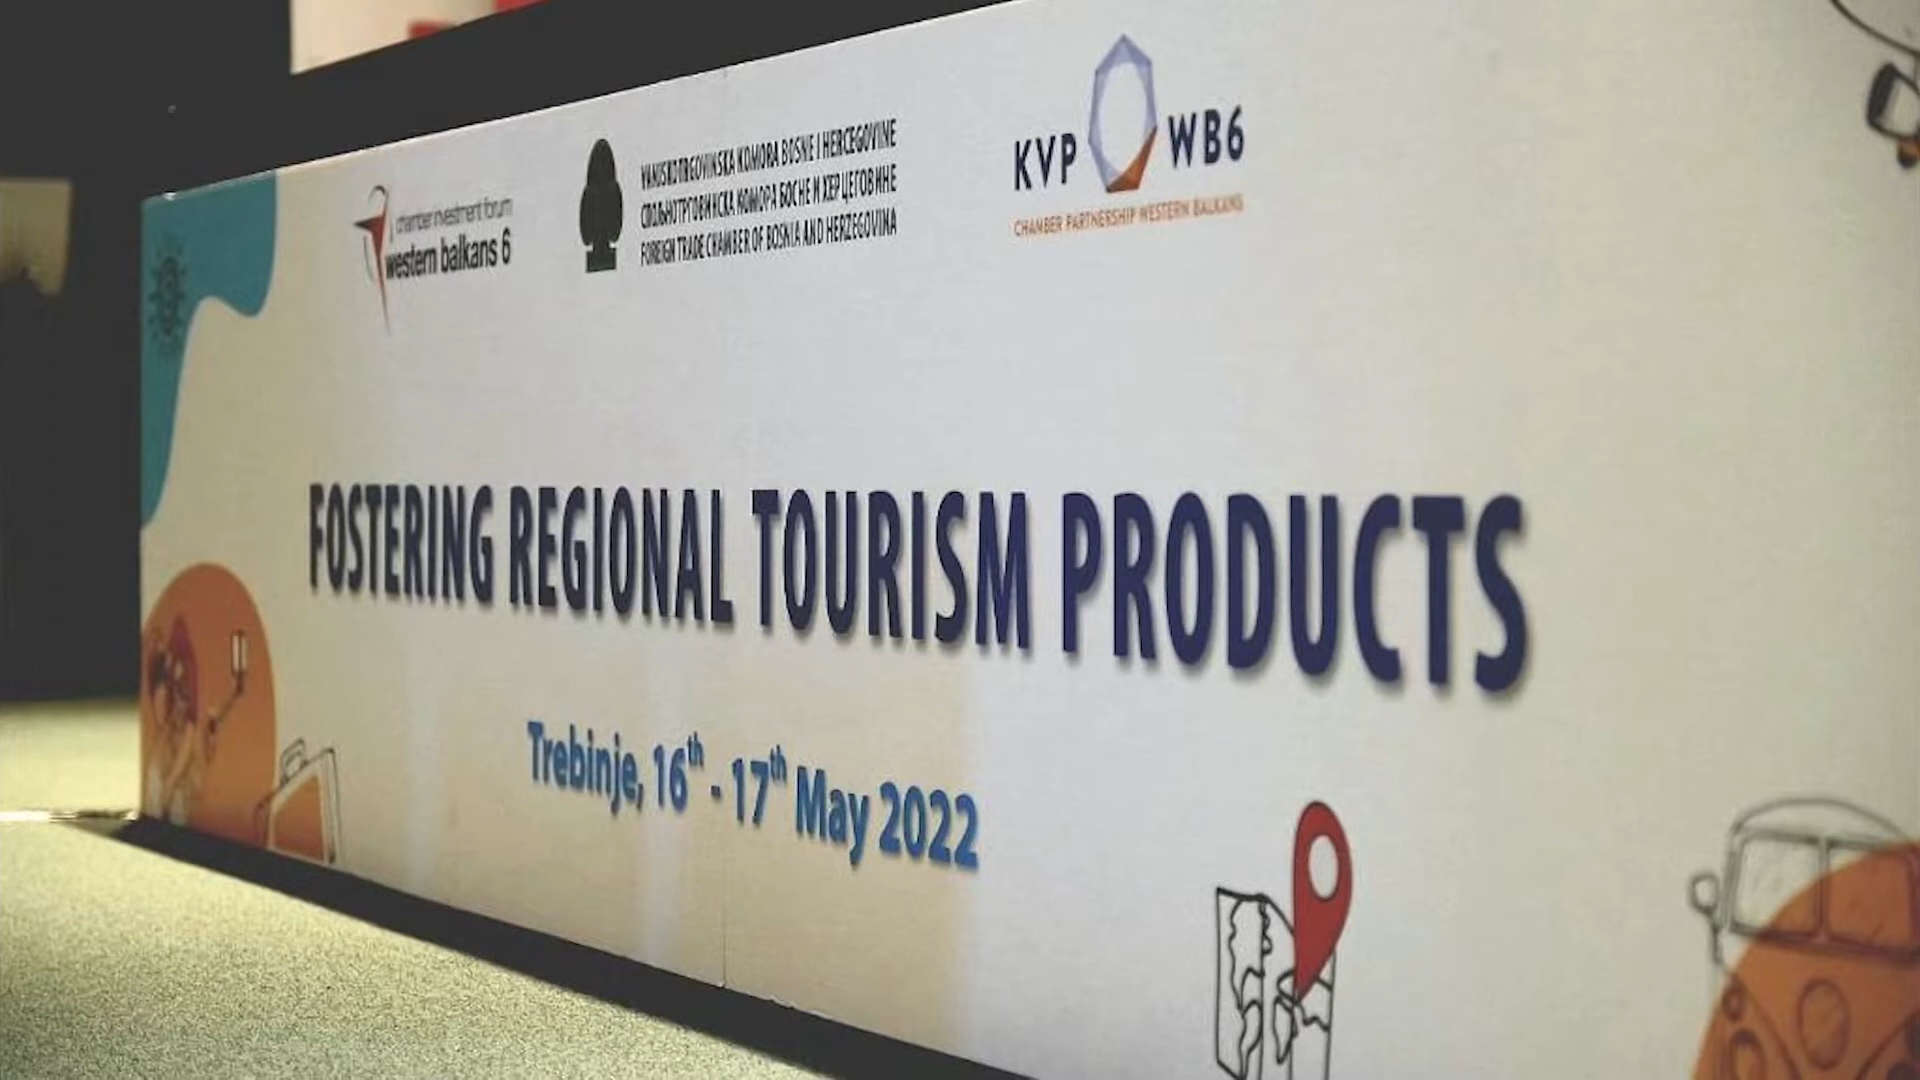 chamber investment forum
western balkans 6
VANJSKOTRGOVINSKA KOMORA BOSNE I HERCEGOVINE
СПОЉНОТРГОВИНСКА КОМОРА БОСНЕ И ХЕРЦЕГОВИНЕ
FOREIGN TRADE CHAMBER OF BOSNIA AND HERZEGOVINA
KVP WB6
CHAMBER PARTNERSHIP WESTERN BALKANS
FOSTERING REGIONAL TOURISM PRODUCTS
Trebinje, 16th - 17th May 2022